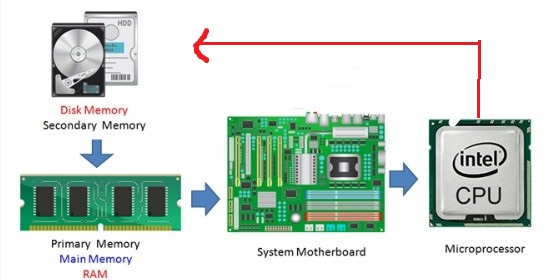 HDD
Disk Memory
Secondary Memory
Primary Memory
Main Memory
RAM
System Motherboard
intel
CPU
Microprocessor